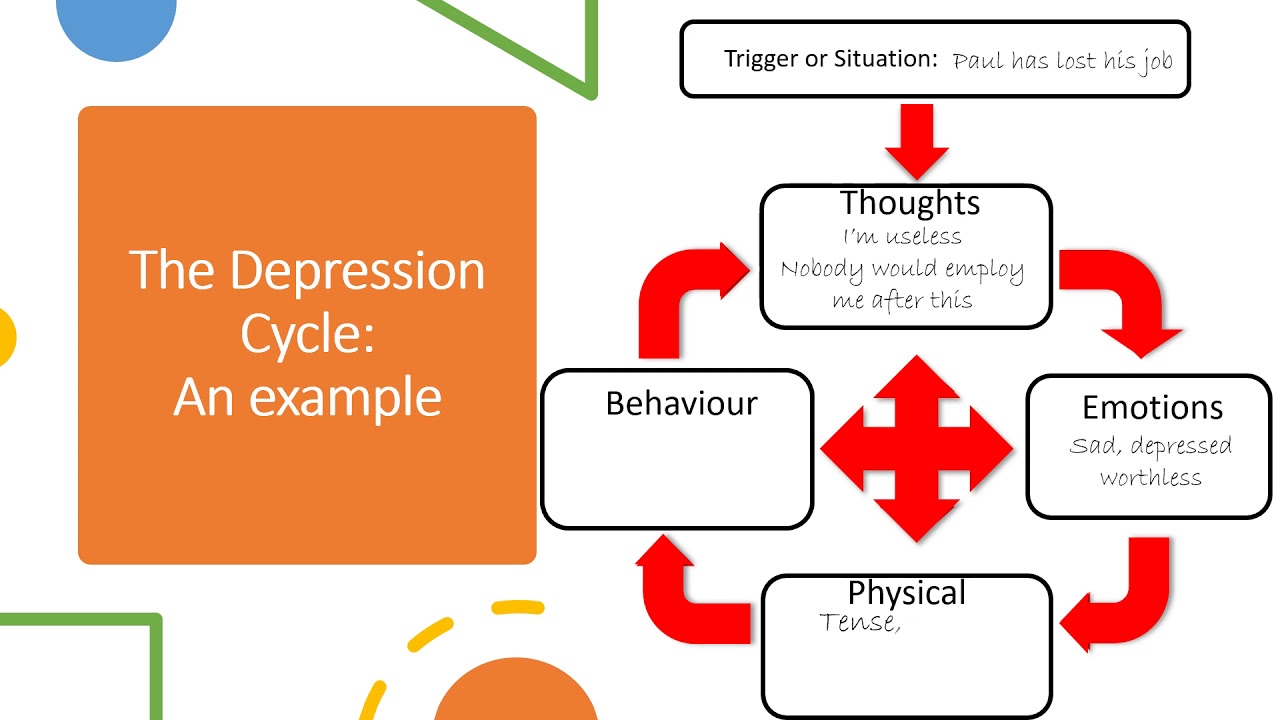 The Depression
Cycle:
An example
Trigger or Situation: Paul has lost his job
Thoughts
I'm useless
Nobody would employ
me after this
Behaviour
Emotions
Sad, depressed
worthless
Physical
Tense,